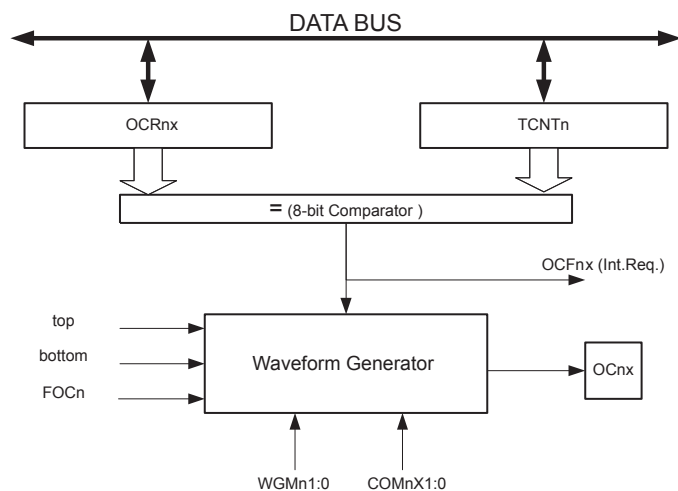 DATA BUS
OCRnx
TCNTn
= (8-bit Comparator )
OCFnx (Int.Req.)
top
bottom
FOCn
Waveform Generator
OCnx
WGMn1:0
COMnX1:0